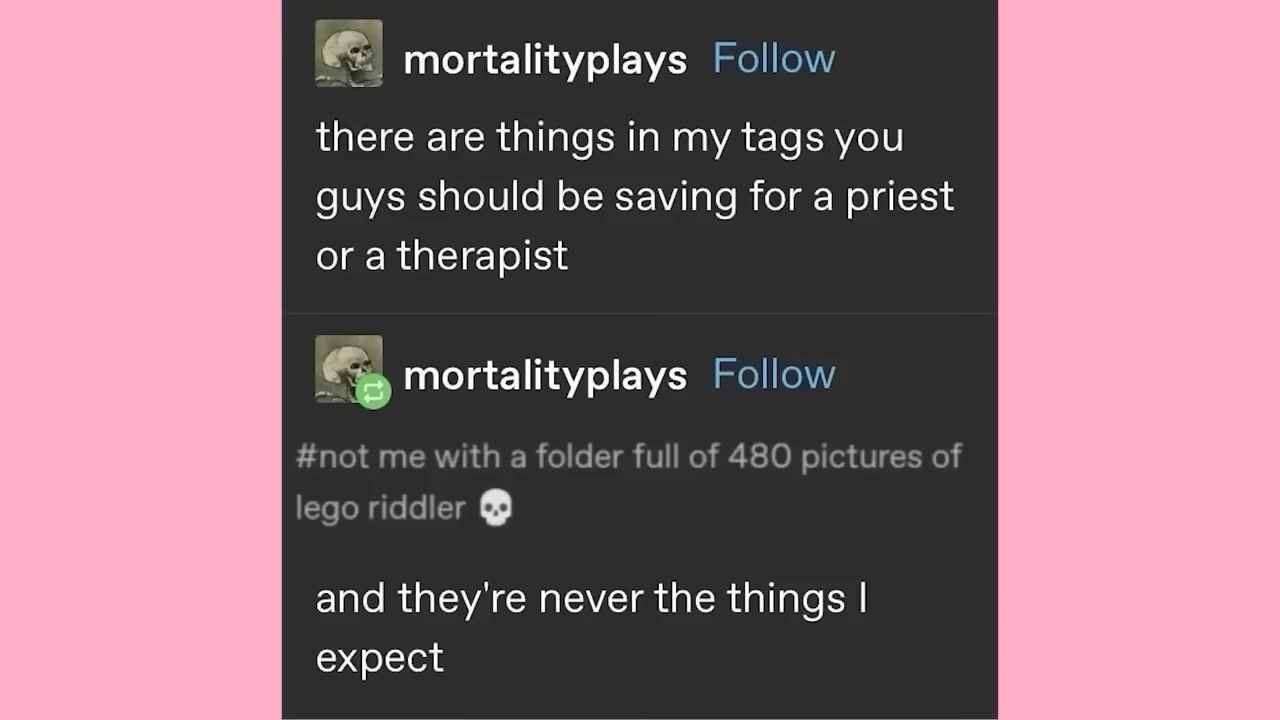 mortalityplays Follow
there are things in my tags you
guys should be saving for a priest
or a therapist
mortalityplays Follow
#not me with a folder full of 480 pictures of
lego riddler 💀
and they're never the things I
expect